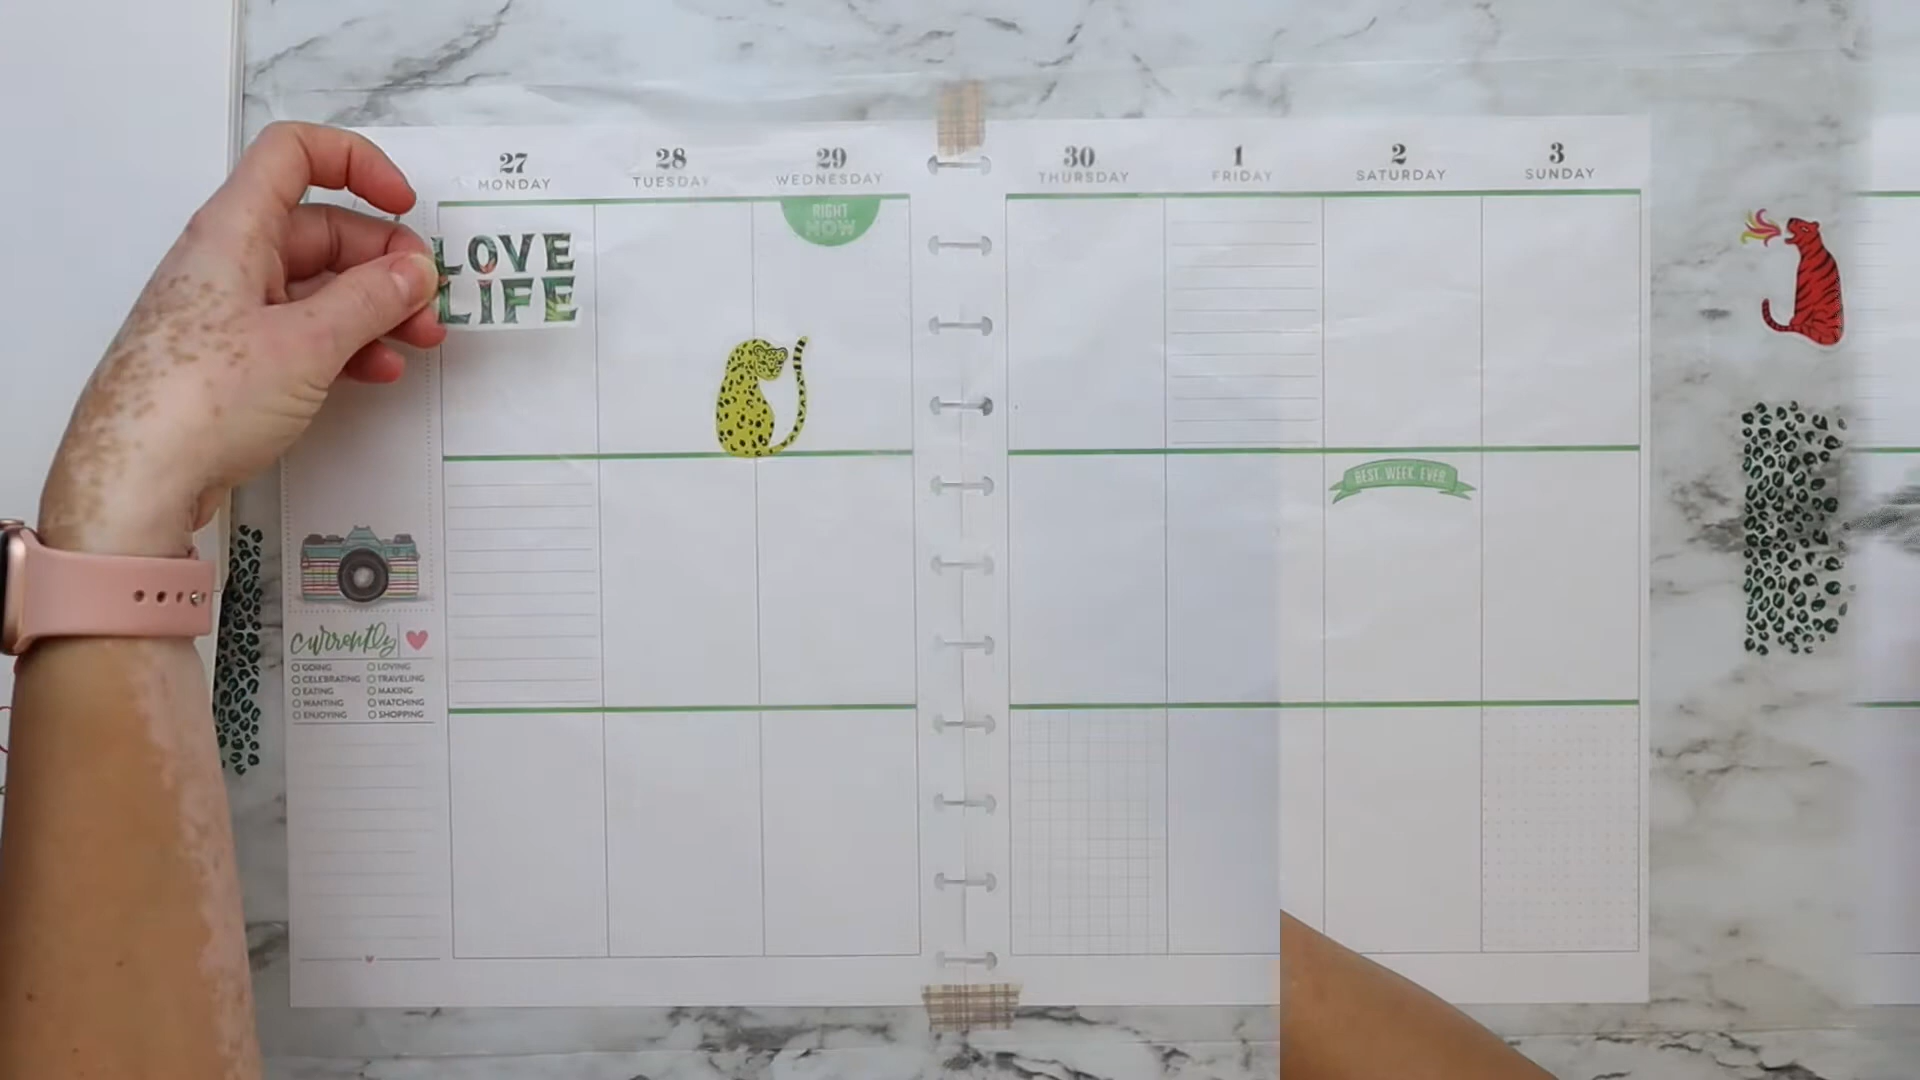 27 28 29 30 1 2 3
MONDAY TUESDAY WEDNESDAY THURSDAY FRIDAY SATURDAY SUNDAY
RIGHT
NOW
LOVE
LIFE
BEST. WEEK. EVER.
currently
GOING LOVING
CELEBRATING TRAVELING
EATING MAKING
WANTING WATCHING
ENJOYING SHOPPING